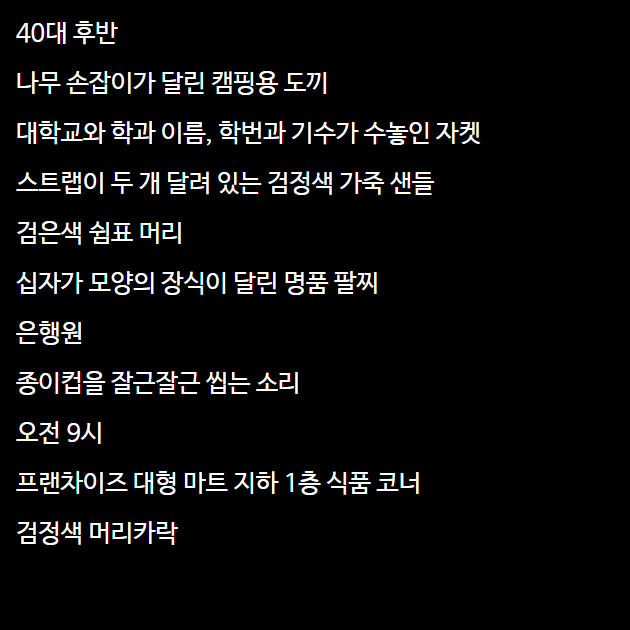 40대 후반
나무 손잡이가 달린 캠핑용 도끼
대학교와 학과 이름, 학번과 기수가 수놓인 자켓
스트랩이 두 개 달려 있는 검정색 가죽 샌들
검은색 쉼표 머리
십자가 모양의 장식이 달린 명품 팔찌
은행원
종이컵을 잘근잘근 씹는 소리
오전 9시
프랜차이즈 대형 마트 지하 1층 식품 코너
검정색 머리카락